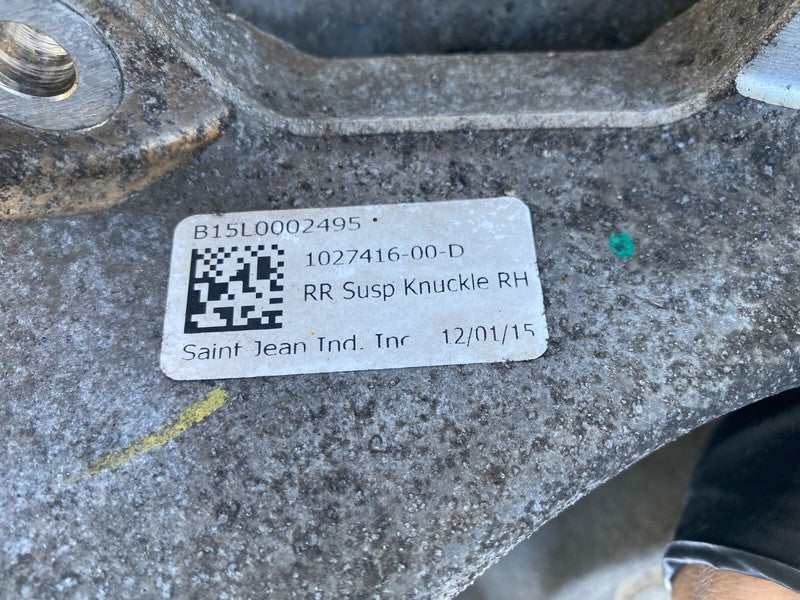 B15L0002495
1027416-00-D
RR Susp Knuckle RH
Saint Jean Ind. Inc 12/01/15